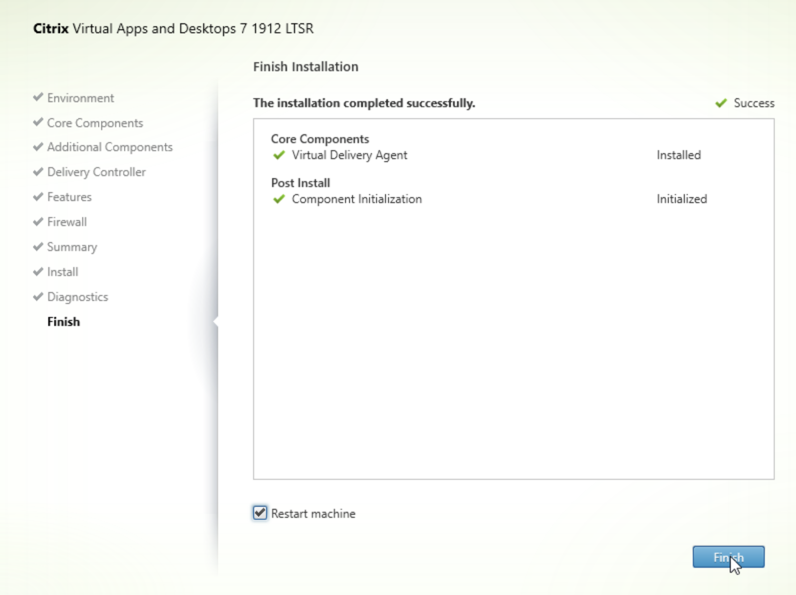 Citrix Virtual Apps and Desktops 7 1912 LTSR
Finish Installation
Environment
Core Components
Additional Components
Delivery Controller
Features
Firewall
Summary
Install
Diagnostics
Finish
The installation completed successfully. Success
Core Components
Virtual Delivery Agent Installed
Post Install
Component Initialization Initialized
Restart machine
Finish